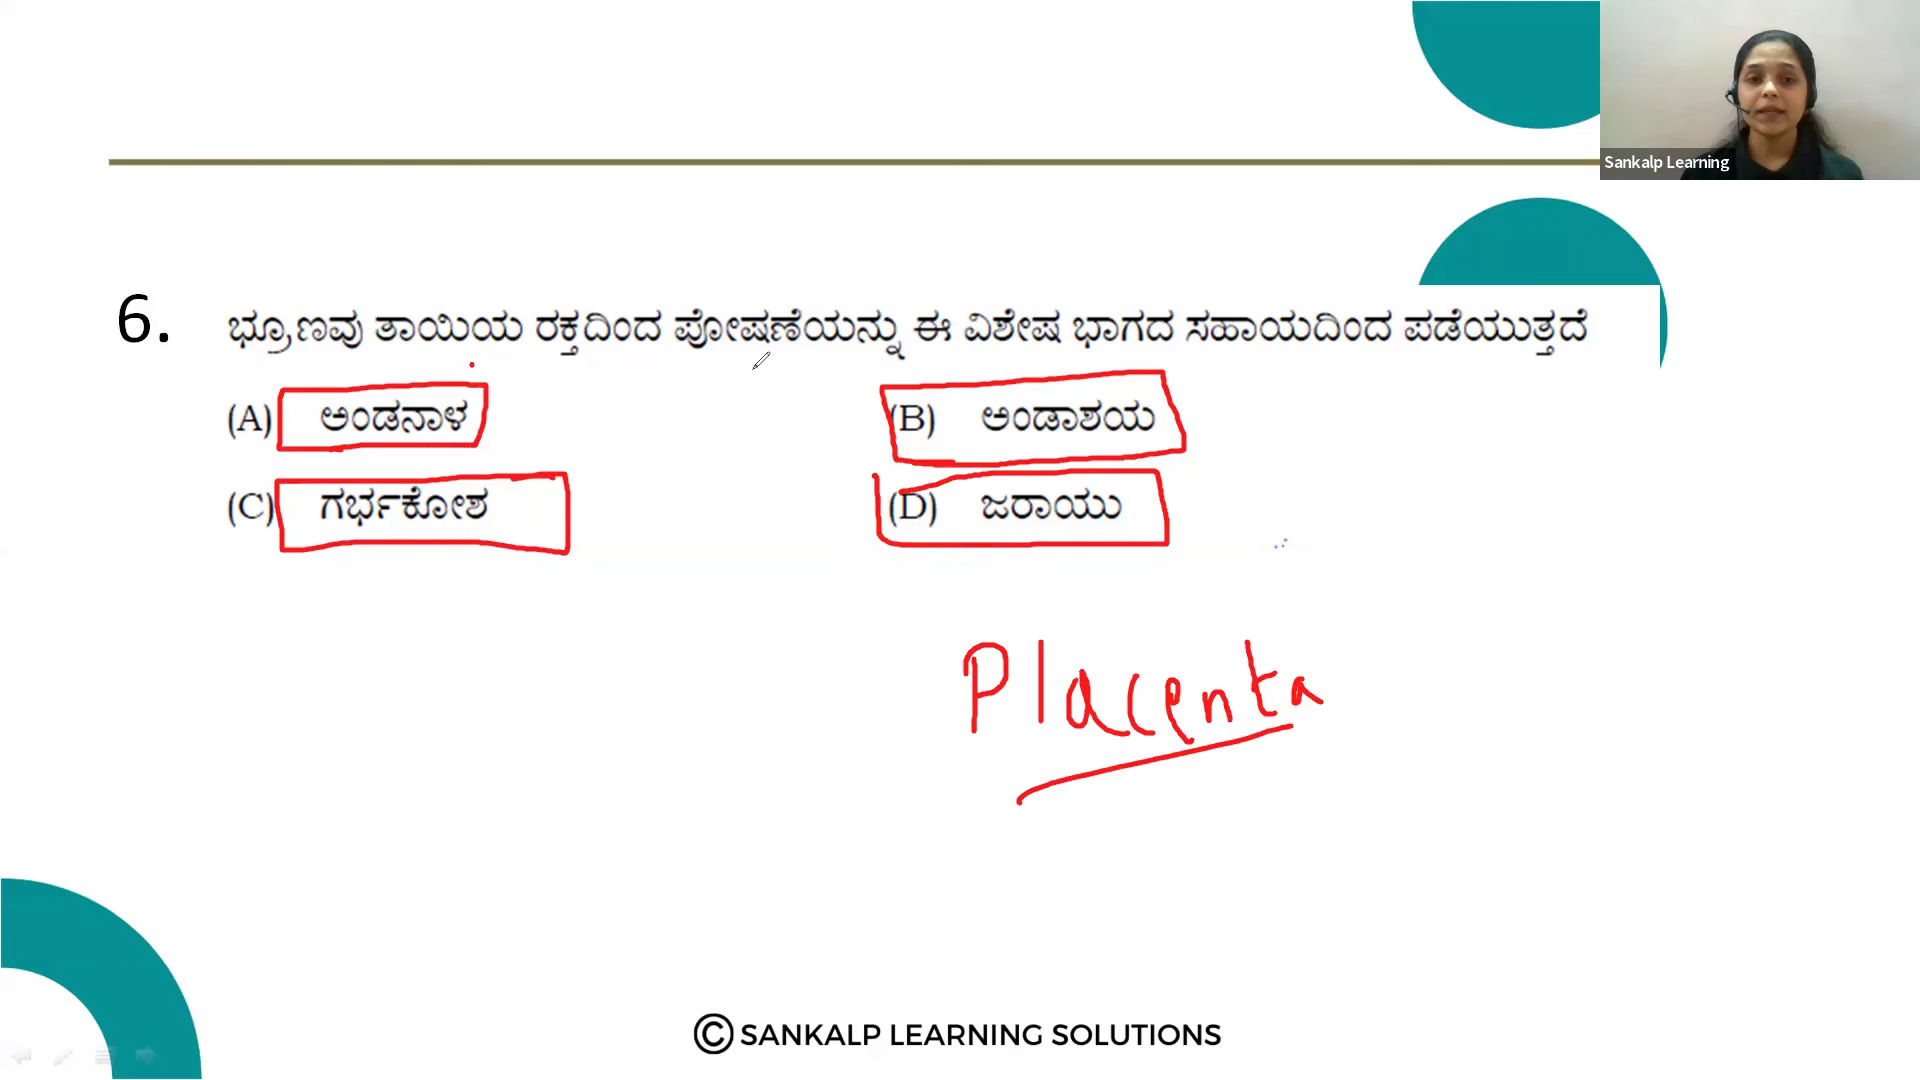 Sankalp Learning
6. ಭ್ರೂಣವು ತಾಯಿಯ ರಕ್ತದಿಂದ ಪೋಷಣೆಯನ್ನು ಈ ವಿಶೇಷ ಭಾಗದ ಸಹಾಯದಿಂದ ಪಡೆಯುತ್ತದೆ
(A) ಅಂಡನಾಳ (B) ಅಂಡಾಶಯ
(C) ಗರ್ಭಕೋಶ (D) ಜರಾಯು
Placenta
© SANKALP LEARNING SOLUTIONS